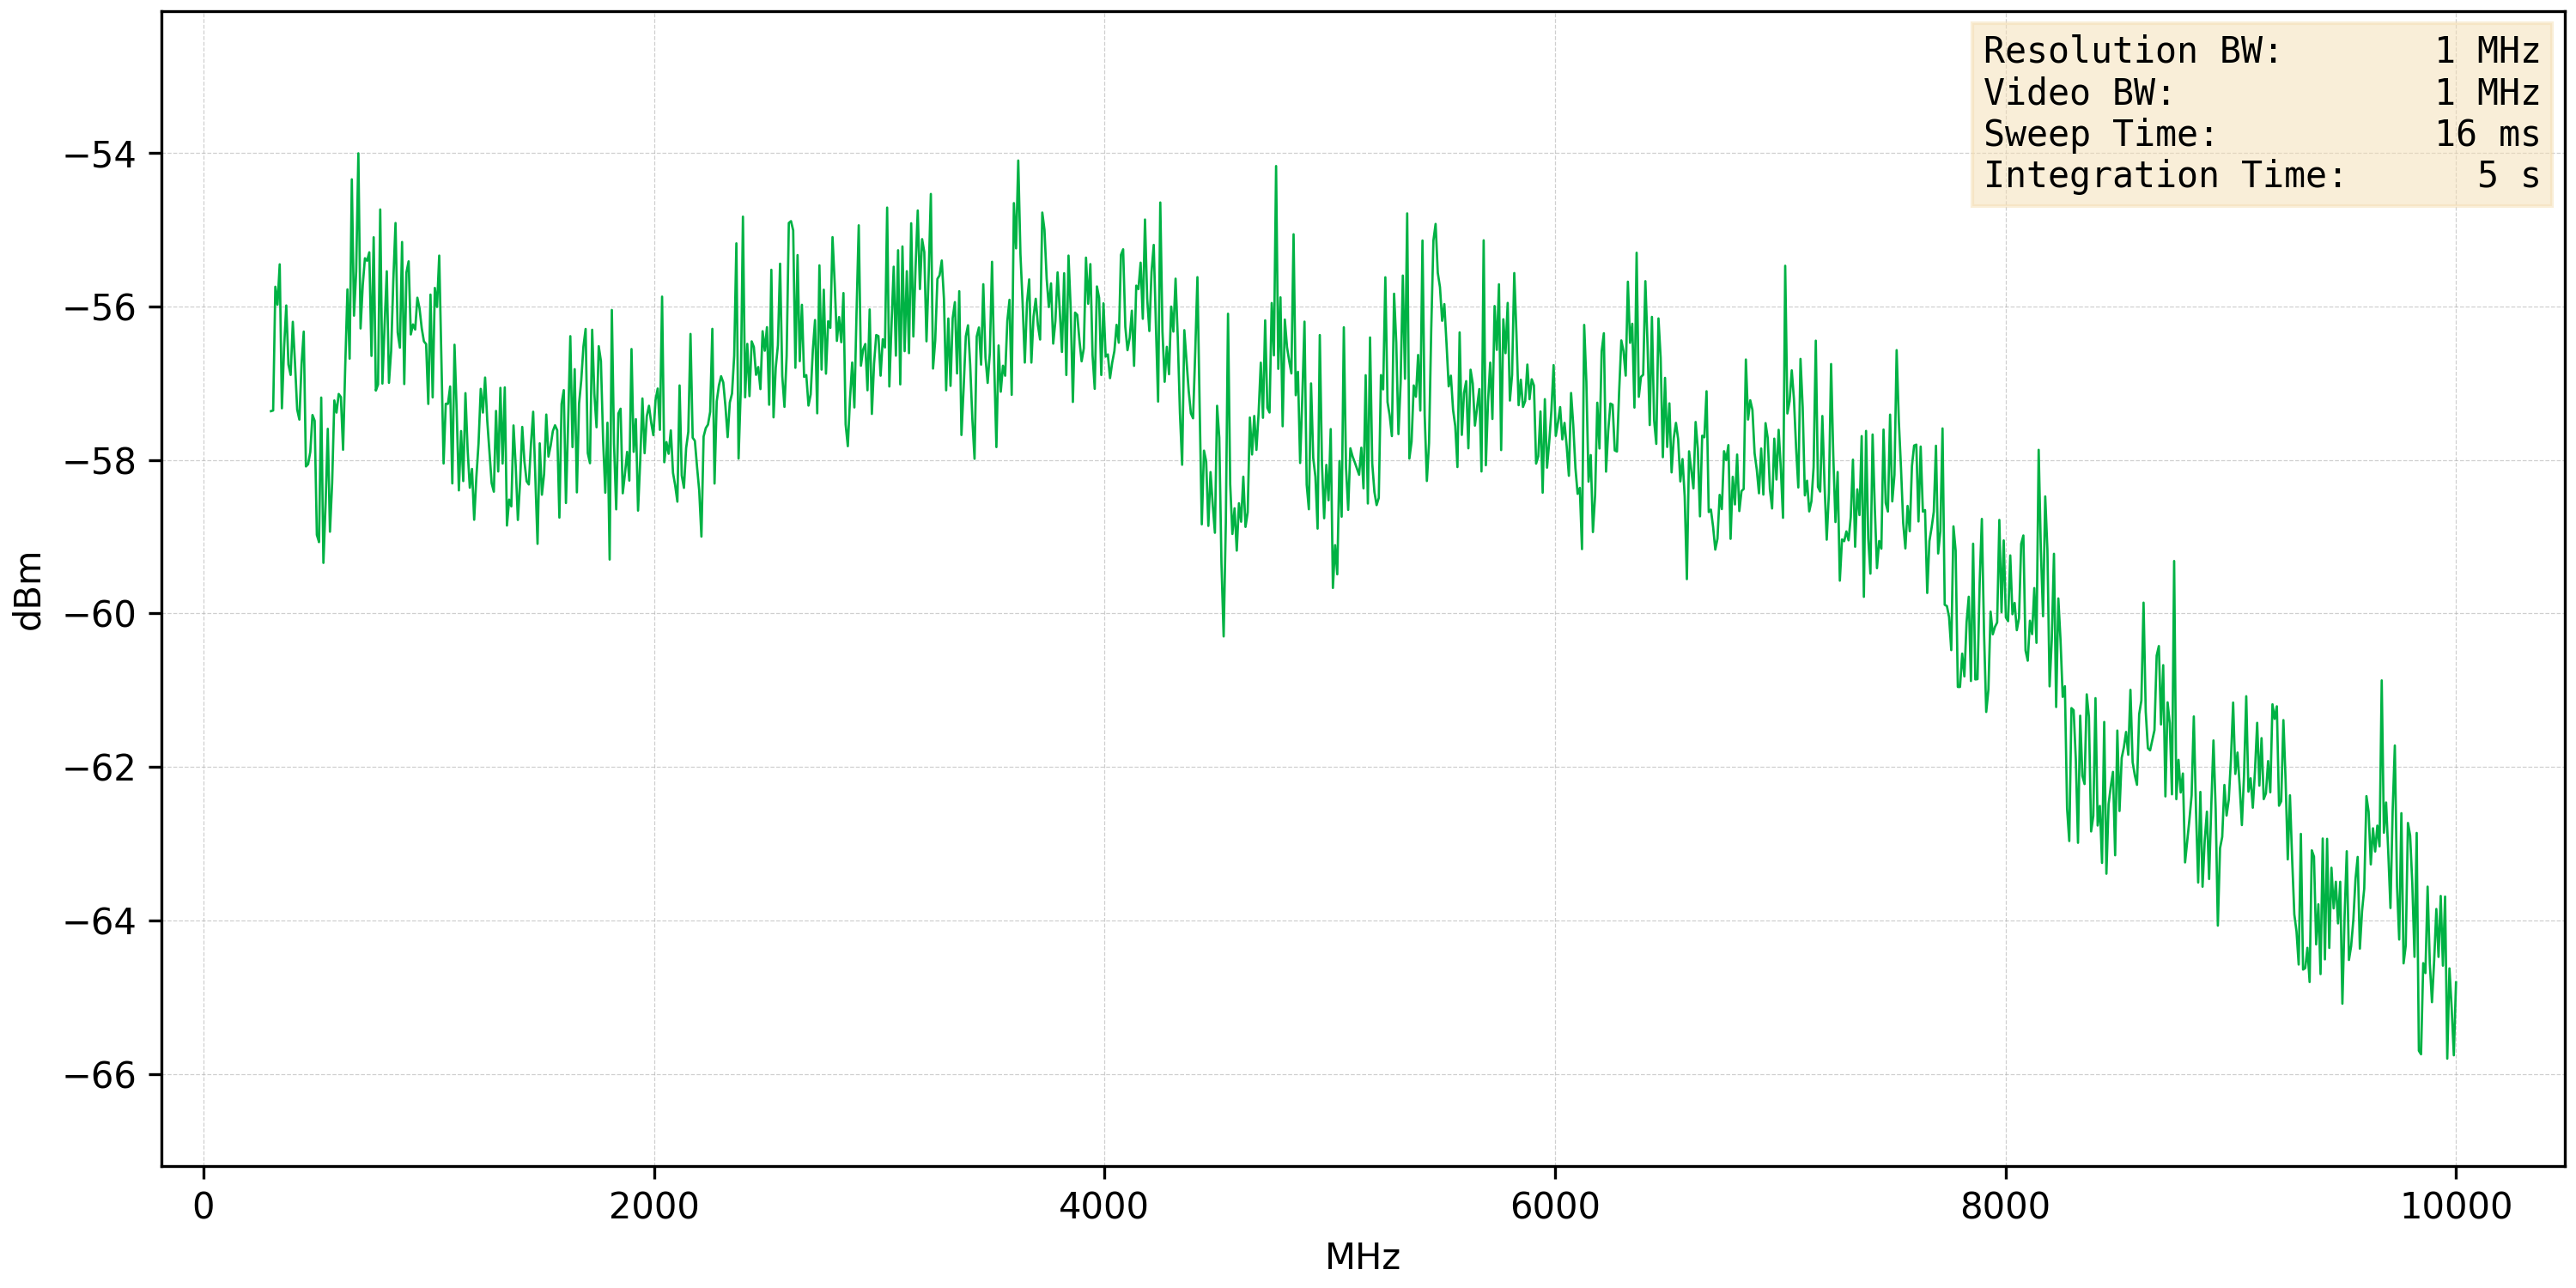 Resolution BW: 1 MHz
Video BW: 1 MHz
Sweep Time: 16 ms
Integration Time: 5 s
−54
−56
−58
−60
−62
−64
−66
dBm
0 2000 4000 6000 8000 10000
MHz